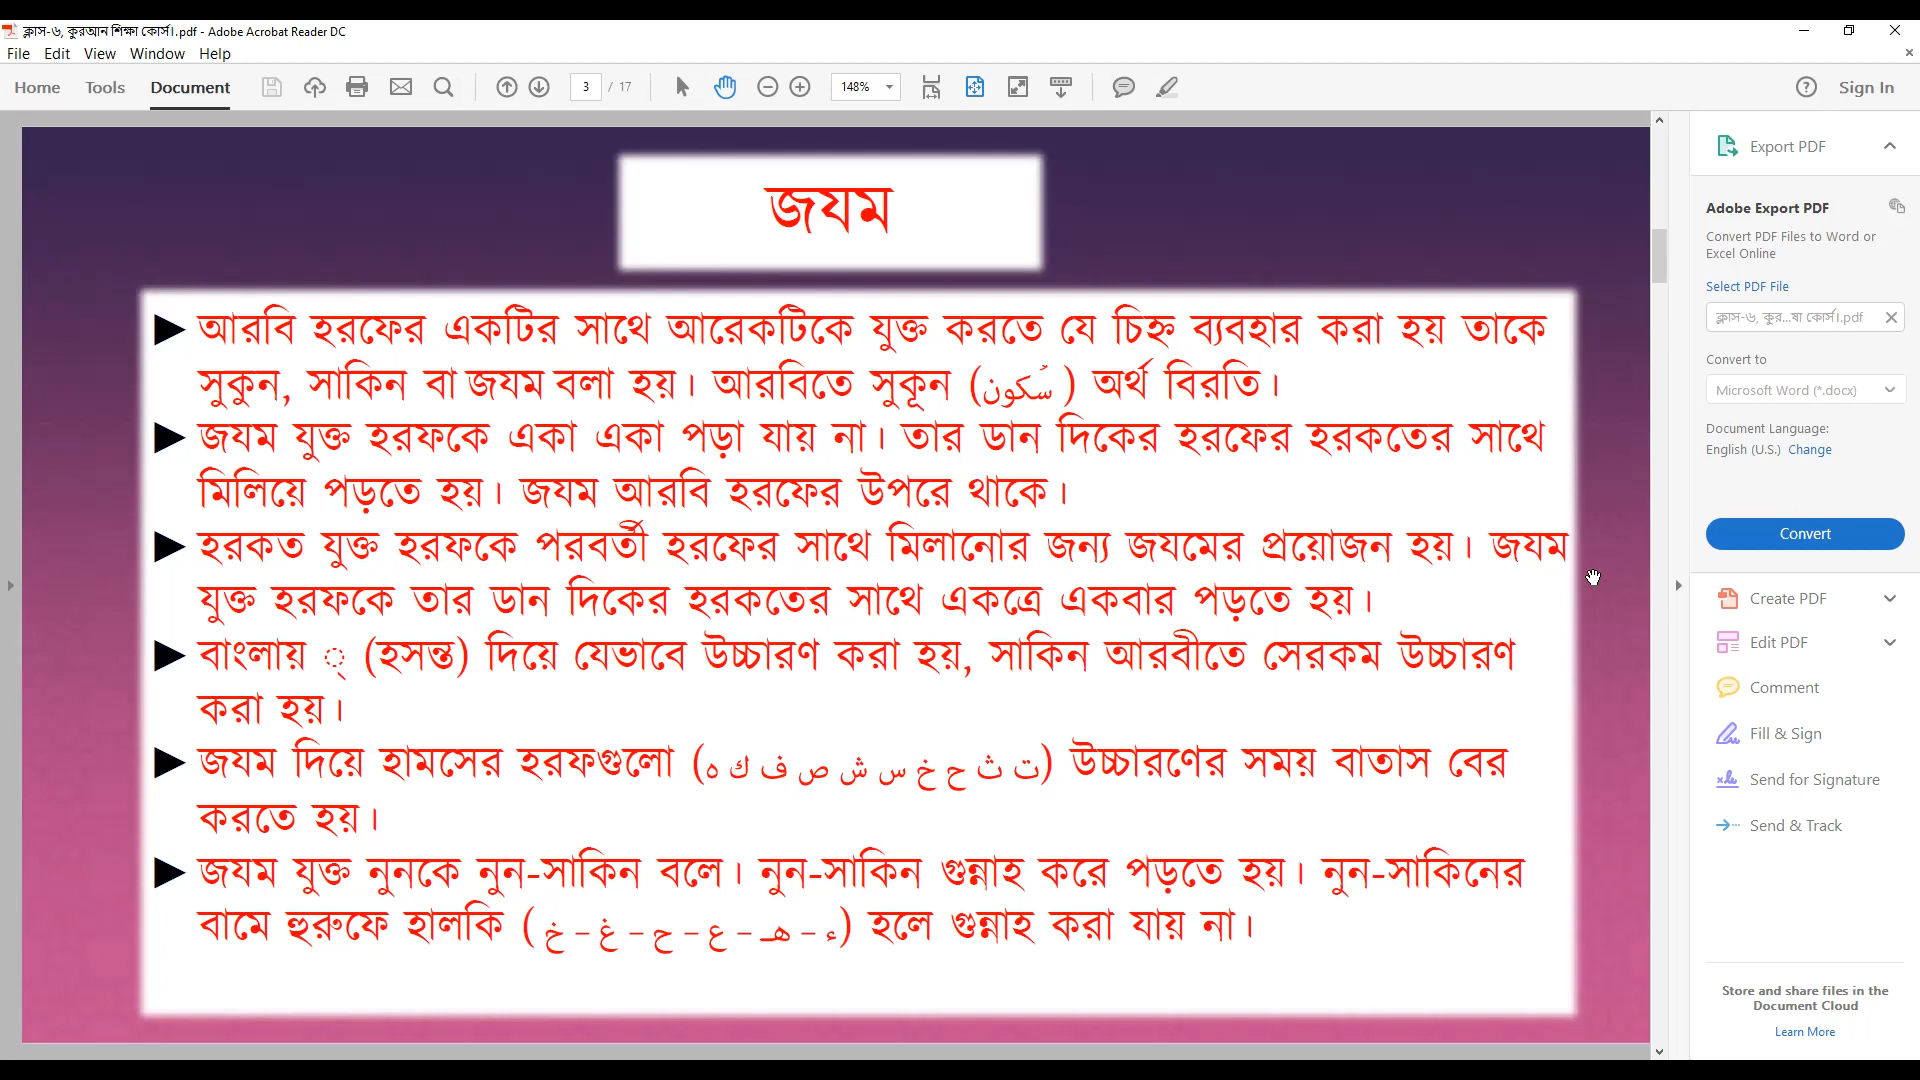 ক্লাস-৬, কুরআন শিক্ষা কোর্স।.pdf - Adobe Acrobat Reader DC
File Edit View Window Help
Home Tools Document 3 / 17 148% Sign In
জযম
আরবি হরফের একটির সাথে আরেকটিকে যুক্ত করতে যে চিহ্ন ব্যবহার করা হয় তাকে
সুকুন, সাকিন বা জযম বলা হয়। আরবিতে সুকূন (سُكون) অর্থ বিরতি।
জযম যুক্ত হরফকে একা একা পড়া যায় না। তার ডান দিকের হরফের হরকতের সাথে
মিলিয়ে পড়তে হয়। জযম আরবি হরফের উপরে থাকে।
হরকত যুক্ত হরফকে পরবর্তী হরফের সাথে মিলানোর জন্য জযমের প্রয়োজন হয়। জযম
যুক্ত হরফকে তার ডান দিকের হরকতের সাথে একত্রে একবার পড়তে হয়।
বাংলায় ্ (হসন্ত) দিয়ে যেভাবে উচ্চারণ করা হয়, সাকিন আরবীতে সেরকম উচ্চারণ
করা হয়।
জযম দিয়ে হামসের হরফগুলো (ت ث ح خ س ش ص ف ك ه) উচ্চারণের সময় বাতাস বের
করতে হয়।
জযম যুক্ত নুনকে নুন-সাকিন বলে। নুন-সাকিন গুন্নাহ করে পড়তে হয়। নুন-সাকিনের
বামে হুরুফে হালকি (ء - هـ - ع - ح - غ - خ) হলে গুন্নাহ করা যায় না।
Export PDF
Adobe Export PDF
Convert PDF Files to Word or
Excel Online
Select PDF File
ক্লাস-৬, কুর...ষা কোর্স।.pdf
Convert to
Microsoft Word (*.docx)
Document Language:
English (U.S.) Change
Convert
Create PDF
Edit PDF
Comment
Fill & Sign
Send for Signature
Send & Track
Store and share files in the
Document Cloud
Learn More